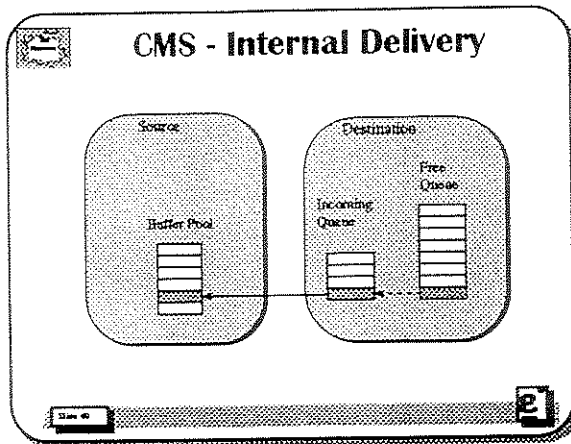 CMS - Internal Delivery
Source
Destination
Free
Queue
Incoming
Queue
Buffer Pool